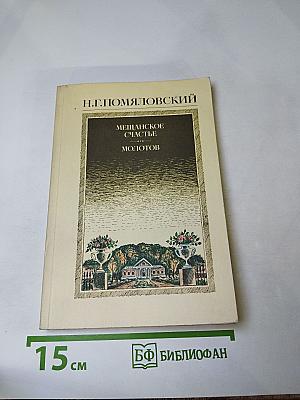 Н.Г.ПОМЯЛОВСКИЙ
МЕЩАНСКОЕ
СЧАСТЬЕ
МОЛОТОВ
15 см
БФ БИБЛИОФАН